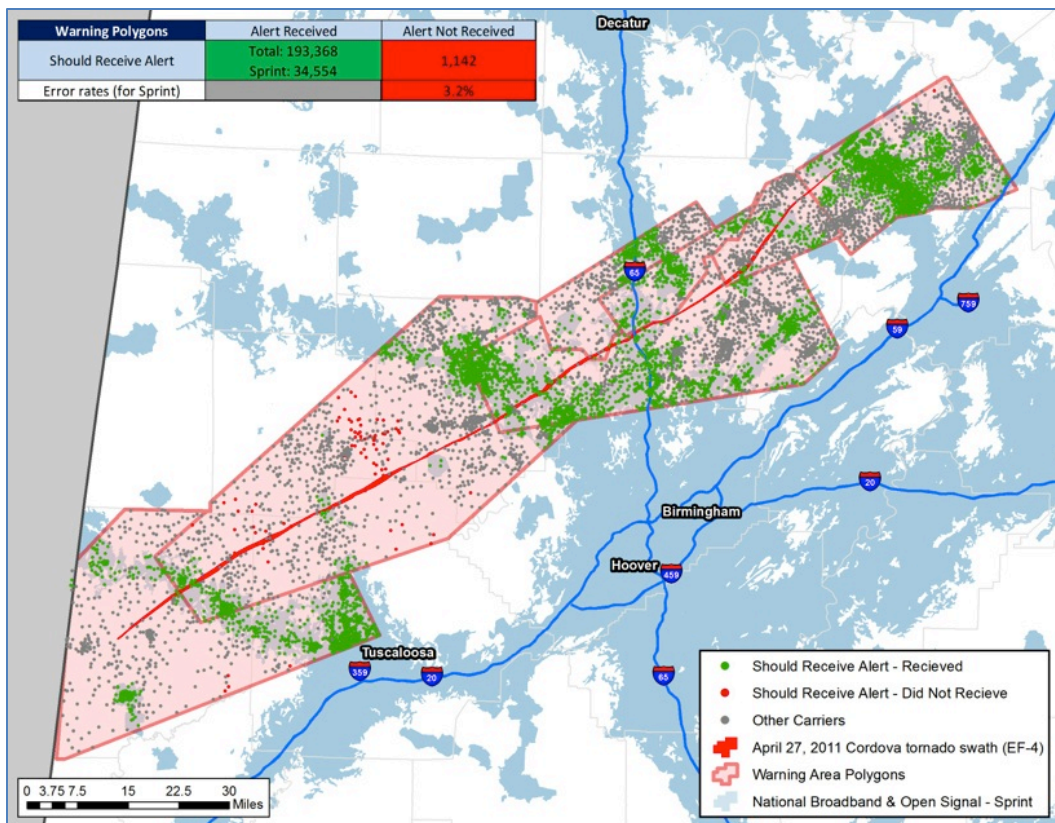 Warning Polygons Alert Received Alert Not Received
Should Receive Alert Total: 193,368 Sprint: 34,554 1,142
Error rates (for Sprint) 3.2%
Decatur
65
759
59
20
Birmingham
Hoover
459
Tuscaloosa
359
20
65
Should Receive Alert - Recieved
Should Receive Alert - Did Not Recieve
Other Carriers
April 27, 2011 Cordova tornado swath (EF-4)
Warning Area Polygons
National Broadband & Open Signal - Sprint
0 3.75 7.5 15 22.5 30
Miles